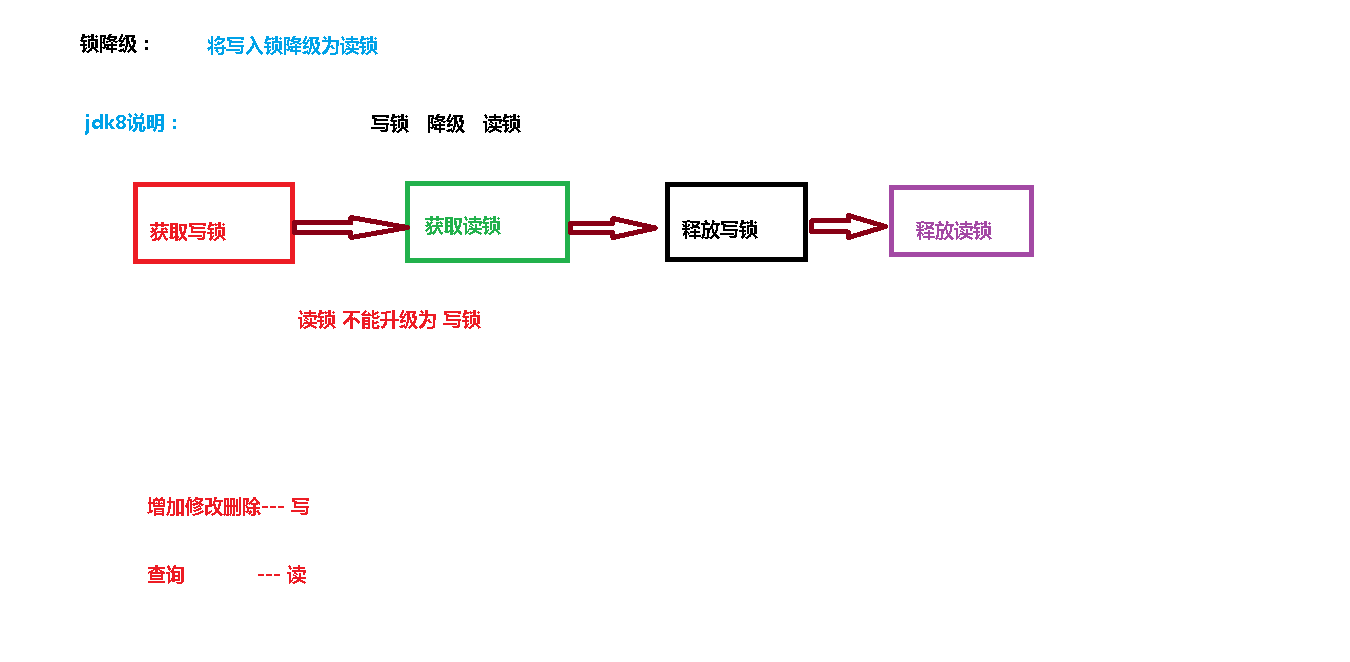 锁降级： 将写入锁降级为读锁
jdk8说明： 写锁 降级 读锁
获取写锁 获取读锁 释放写锁 释放读锁
读锁 不能升级为 写锁
增加修改删除--- 写
查询 --- 读